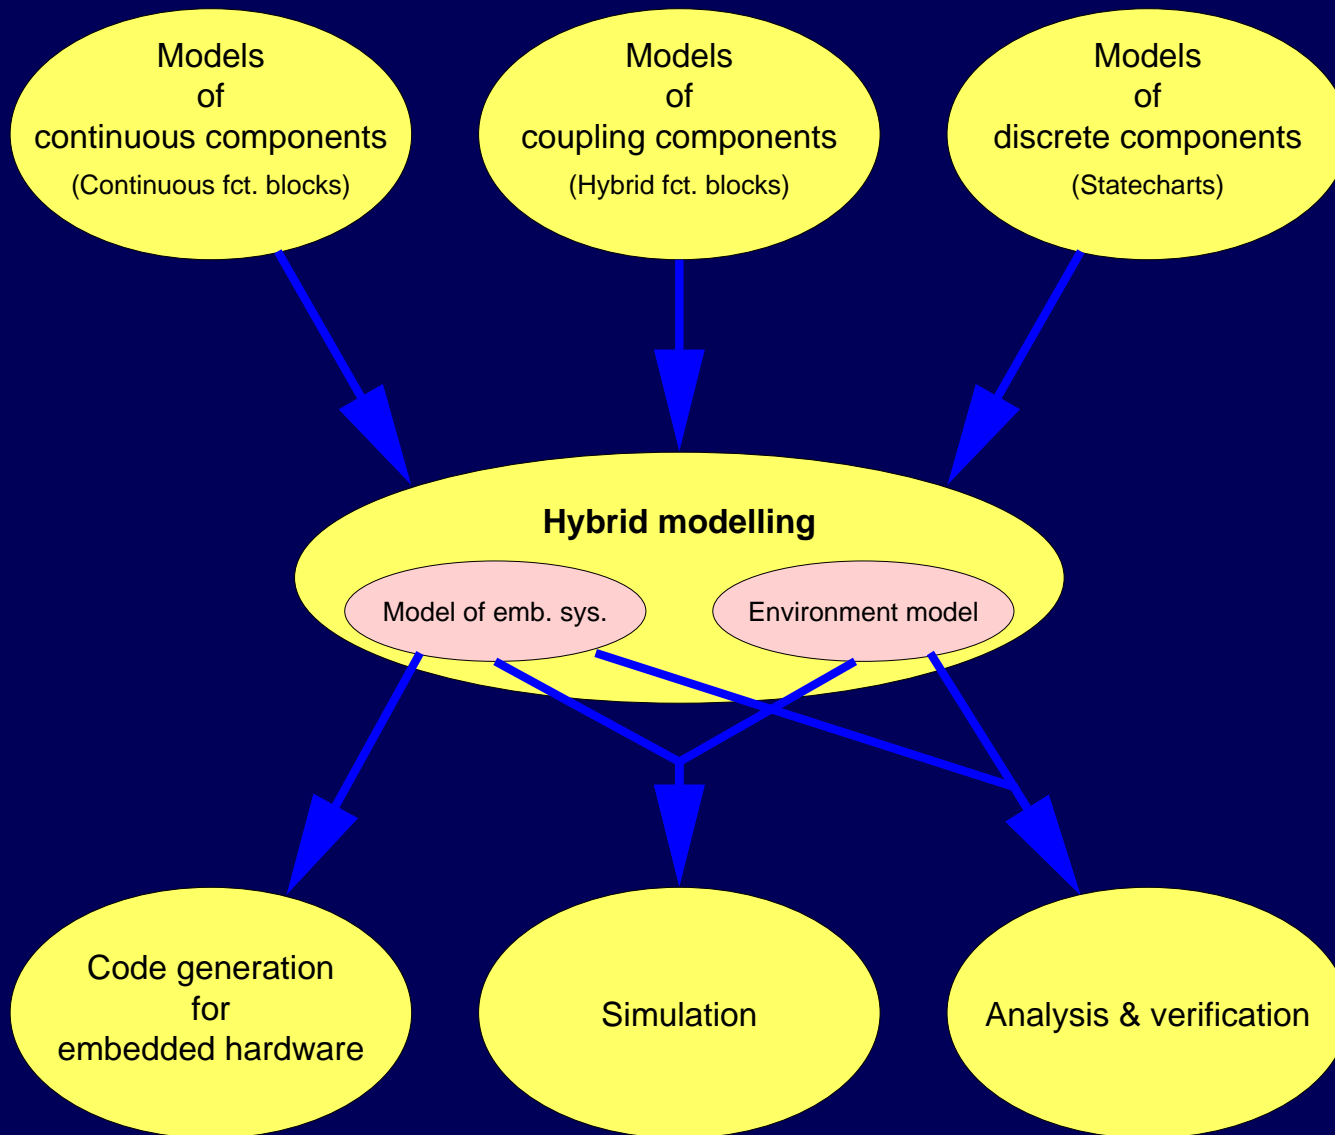 Models
of
continuous components
(Continuous fct. blocks)
Models
of
coupling components
(Hybrid fct. blocks)
Models
of
discrete components
(Statecharts)
Hybrid modelling
Model of emb. sys.
Environment model
Code generation
for
embedded hardware
Simulation
Analysis & verification